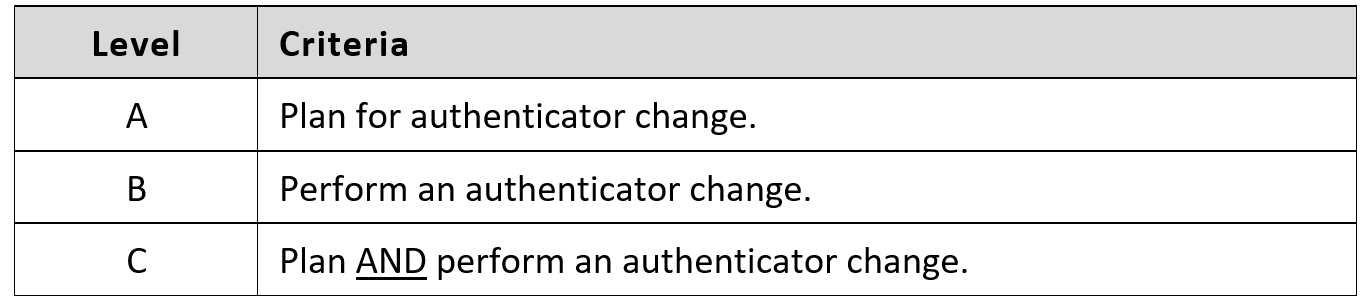 Level Criteria
A Plan for authenticator change.
B Perform an authenticator change.
C Plan AND perform an authenticator change.